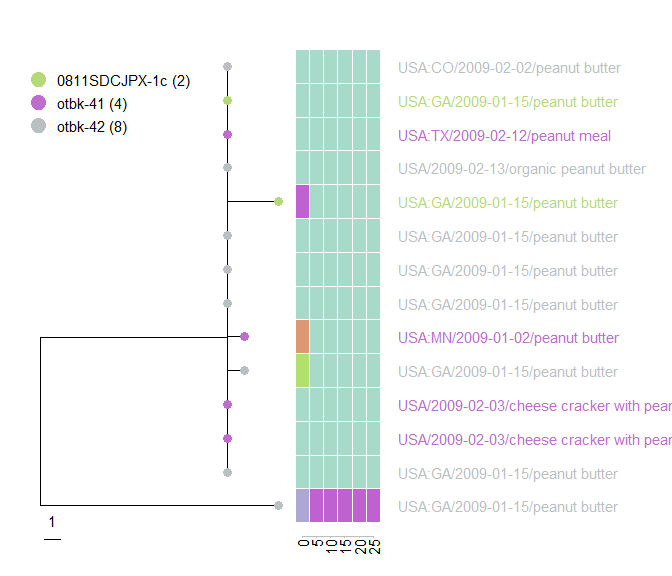 0811SDCJPX-1c (2)
otbk-41 (4)
otbk-42 (8)
USA:CO/2009-02-02/peanut butter
USA:GA/2009-01-15/peanut butter
USA:TX/2009-02-12/peanut meal
USA/2009-02-13/organic peanut butter
USA:GA/2009-01-15/peanut butter
USA:GA/2009-01-15/peanut butter
USA:GA/2009-01-15/peanut butter
USA:GA/2009-01-15/peanut butter
USA:MN/2009-01-02/peanut butter
USA:GA/2009-01-15/peanut butter
USA/2009-02-03/cheese cracker with pear
USA/2009-02-03/cheese cracker with pear
USA:GA/2009-01-15/peanut butter
USA:GA/2009-01-15/peanut butter
1
0 5 10 15 20 25